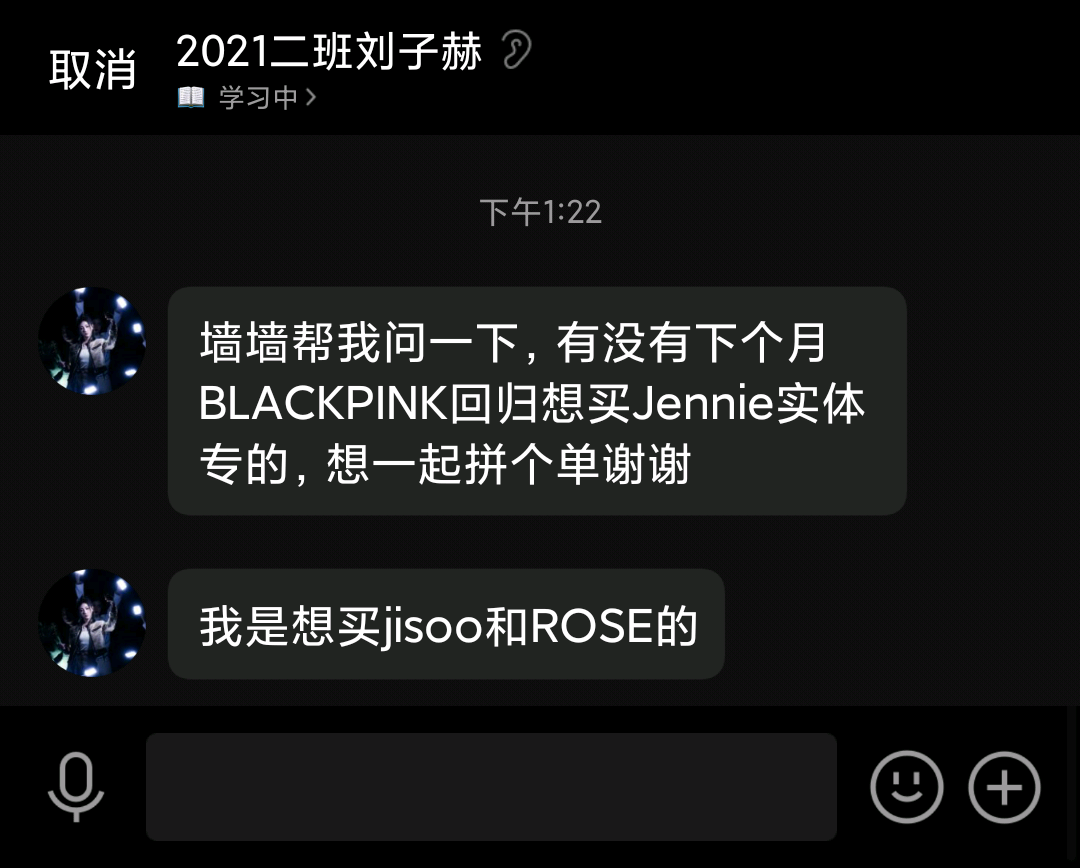 取消
2021二班刘子赫
学习中
下午1:22
墙墙帮我问一下，有没有下个月
BLACKPINK回归想买Jennie实体
专的，想一起拼个单谢谢
我是想买jisoo和ROSE的